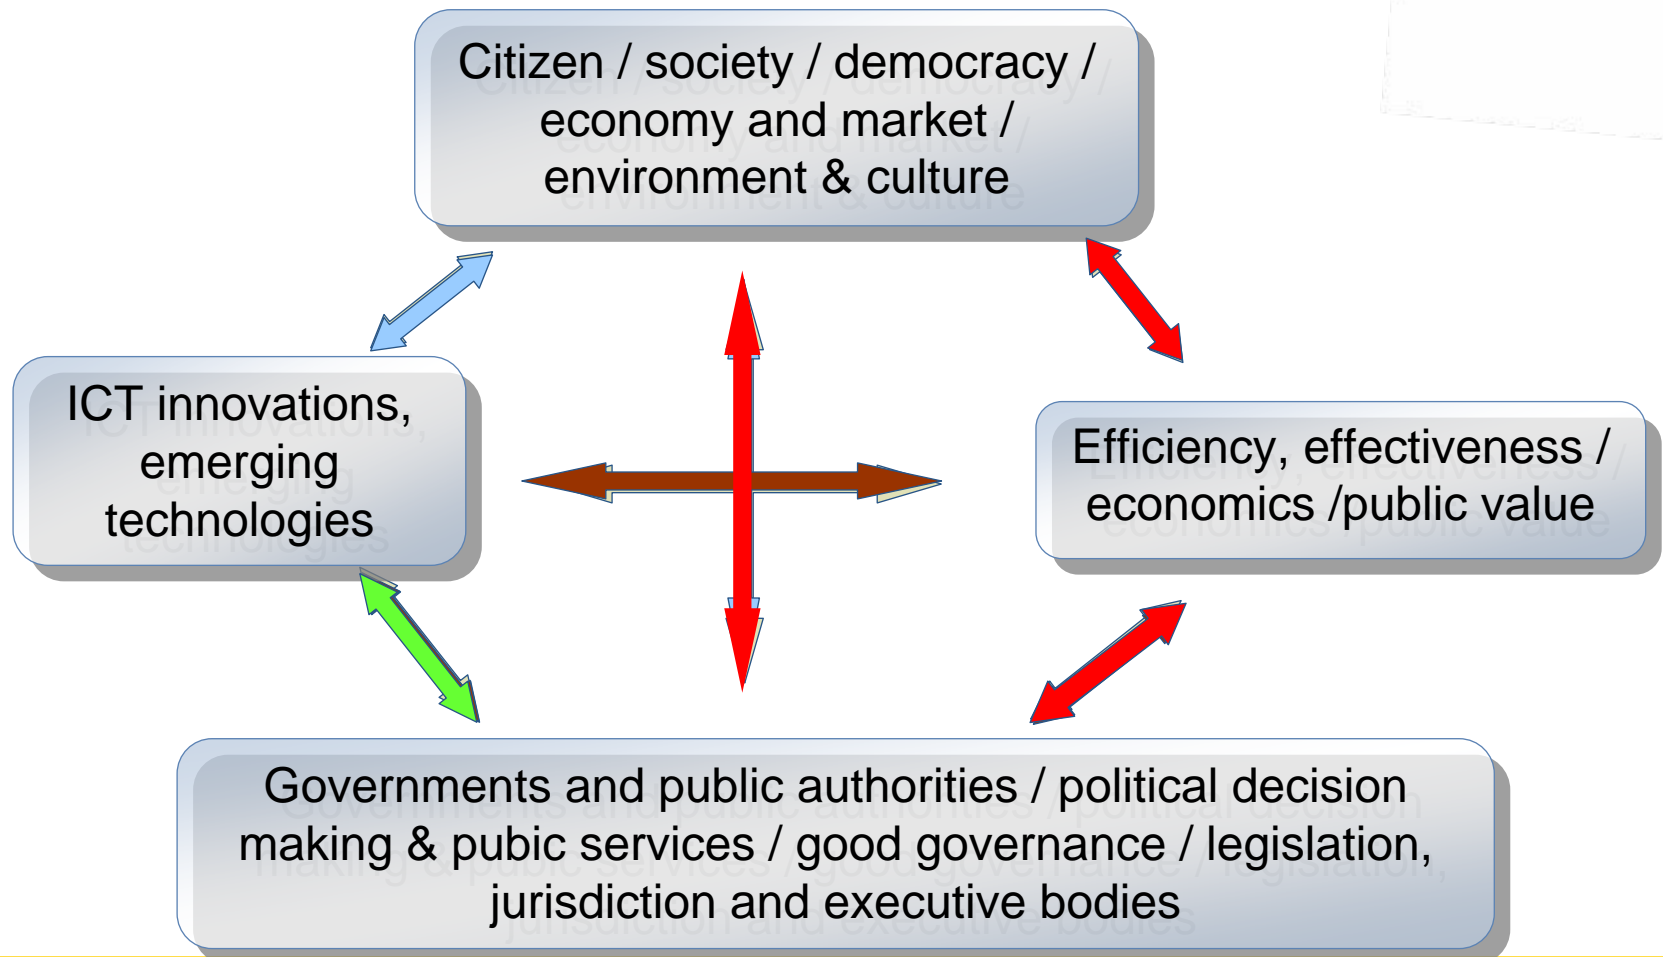 Citizen / society / democracy /
economy and market /
environment & culture
ICT innovations,
emerging
technologies
Efficiency, effectiveness /
economics /public value
Governments and public authorities / political decision
making & pubic services / good governance / legislation,
jurisdiction and executive bodies